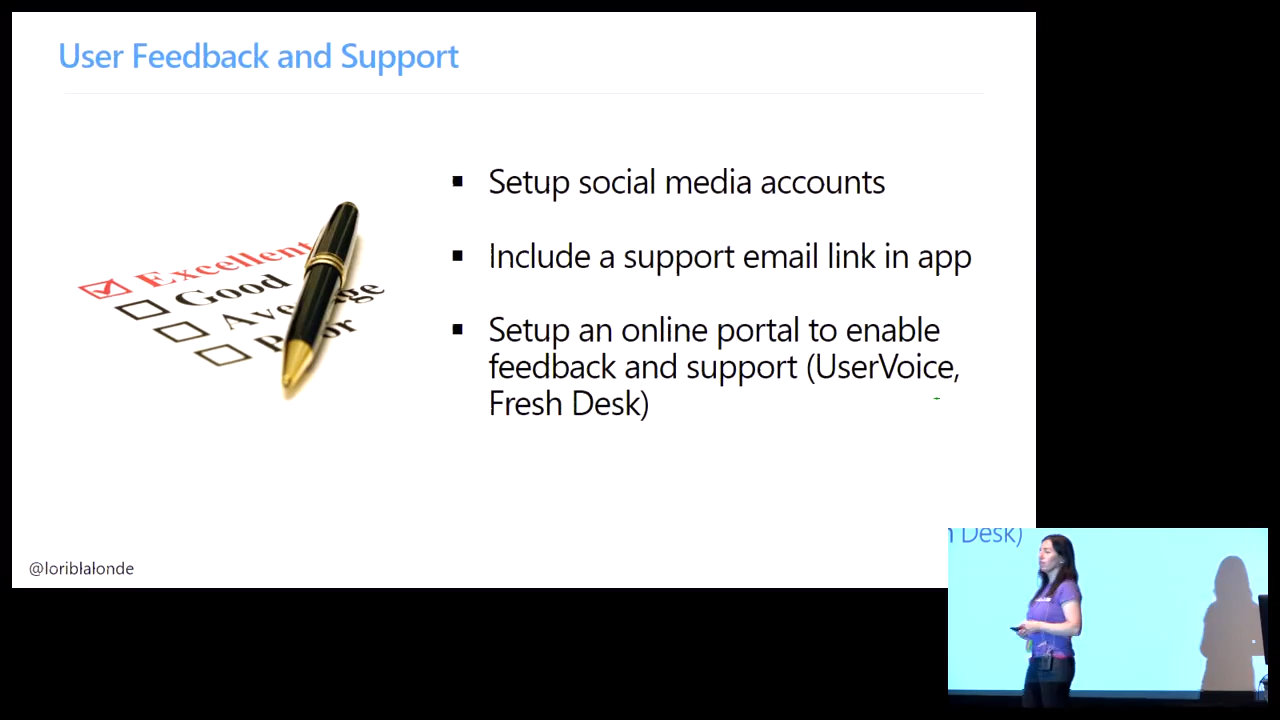 User Feedback and Support
Excellent
Good
Average
Poor
▪ Setup social media accounts
▪ Include a support email link in app
▪ Setup an online portal to enable
feedback and support (UserVoice,
Fresh Desk)
@loriblalonde
n Desk)